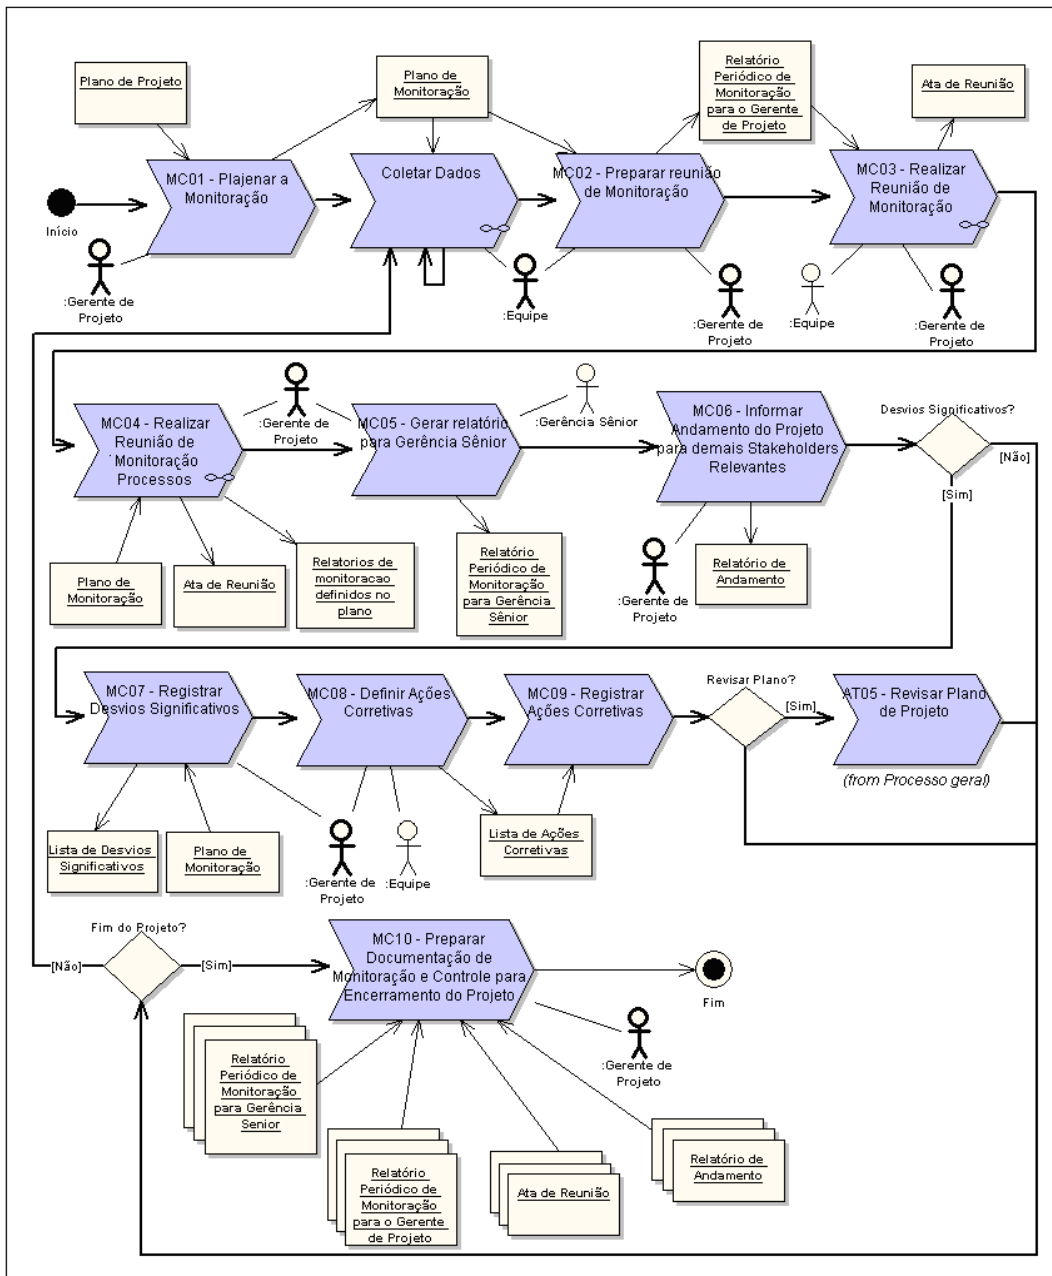 Plano de Projeto
Plano de
Monitoração
Relatório
Periódico de
Monitoração
para o Gerente
de Projeto
Ata de Reunião
MC01 - Plajenar a
Monitoração
Coletar Dados
MC02 - Preparar reunião
de Monitoração
MC03 - Realizar
Reunião de
Monitoração
Início
:Gerente de
Projeto
:Equipe
:Gerente de
Projeto
:Equipe
:Gerente de
Projeto
MC04 - Realizar
Reunião de
Monitoração
Processos
:Gerente de
Projeto
MC05 - Gerar relatório
para Gerência Sênior
:Gerência Sênior
MC06 - Informar
Andamento do Projeto
para demais Stakeholders
Relevantes
Desvios Significativos?
[Não]
[Sim]
Plano de
Monitoração
Ata de Reunião
Relatorios de
monitoracao
definidos no
plano
Relatório
Periódico de
Monitoração
para Gerência
Sênior
:Gerente de
Projeto
Relatório de
Andamento
MC07 - Registrar
Desvios Significativos
MC08 - Definir Ações
Corretivas
MC09 - Registrar
Ações Corretivas
Revisar Plano?
[Sim]
AT05 - Revisar Plano
de Projeto
(from Processo geral)
Lista de Desvios
Significativos
Plano de
Monitoração
:Gerente de
Projeto
:Equipe
Lista de Ações
Corretivas
Fim do Projeto?
[Não]
[Sim]
MC10 - Preparar
Documentação de
Monitoração e Controle para
Encerramento do Projeto
Fim
:Gerente de
Projeto
Relatório
Periódico de
Monitoração
para Gerência
Senior
Relatório
Periódico de
Monitoração
para o Gerente
de Projeto
Ata de Reunião
Relatório de
Andamento